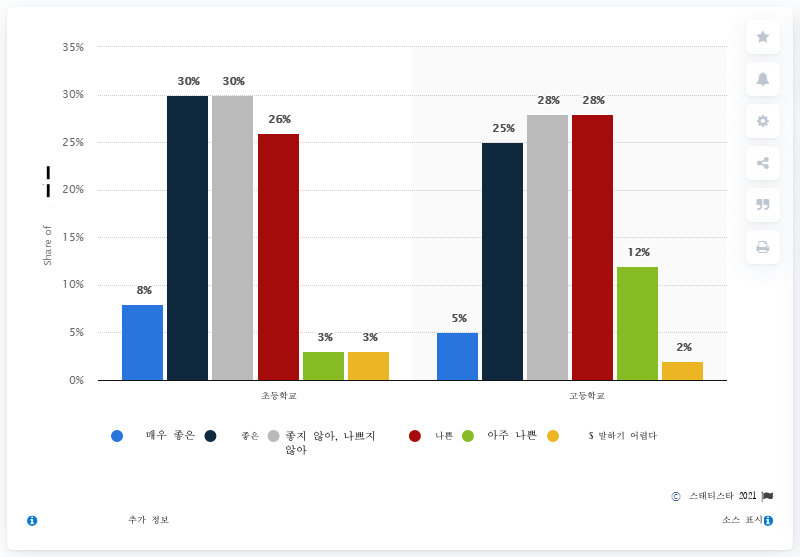 35%
30%
25%
20%
15%
10%
5%
0%
Share of
8%
30%
30%
26%
3%
3%
5%
25%
28%
28%
12%
2%
초등학교
고등학교
매우 좋은
좋은
좋지 않아, 나쁘지
않아
나쁜
아주 나쁜
$ 말하기 어렵다
© 스태티스타 2021
추가 정보
소스 표시